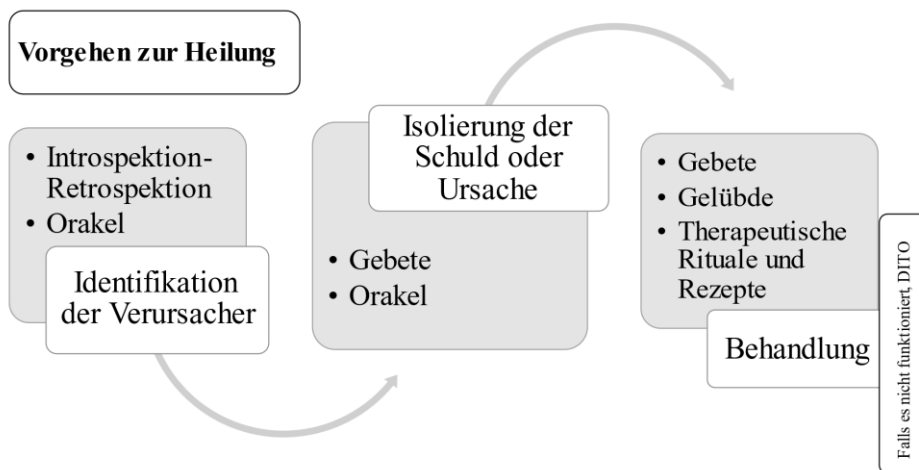 Vorgehen zur Heilung
• Introspektion-
Retrospektion
• Orakel
Identifikation
der Verursacher
Isolierung der
Schuld oder
Ursache
• Gebete
• Orakel
• Gebete
• Gelübde
• Therapeutische
Rituale und
Rezepte
Behandlung
Falls es nicht funktioniert, DITO